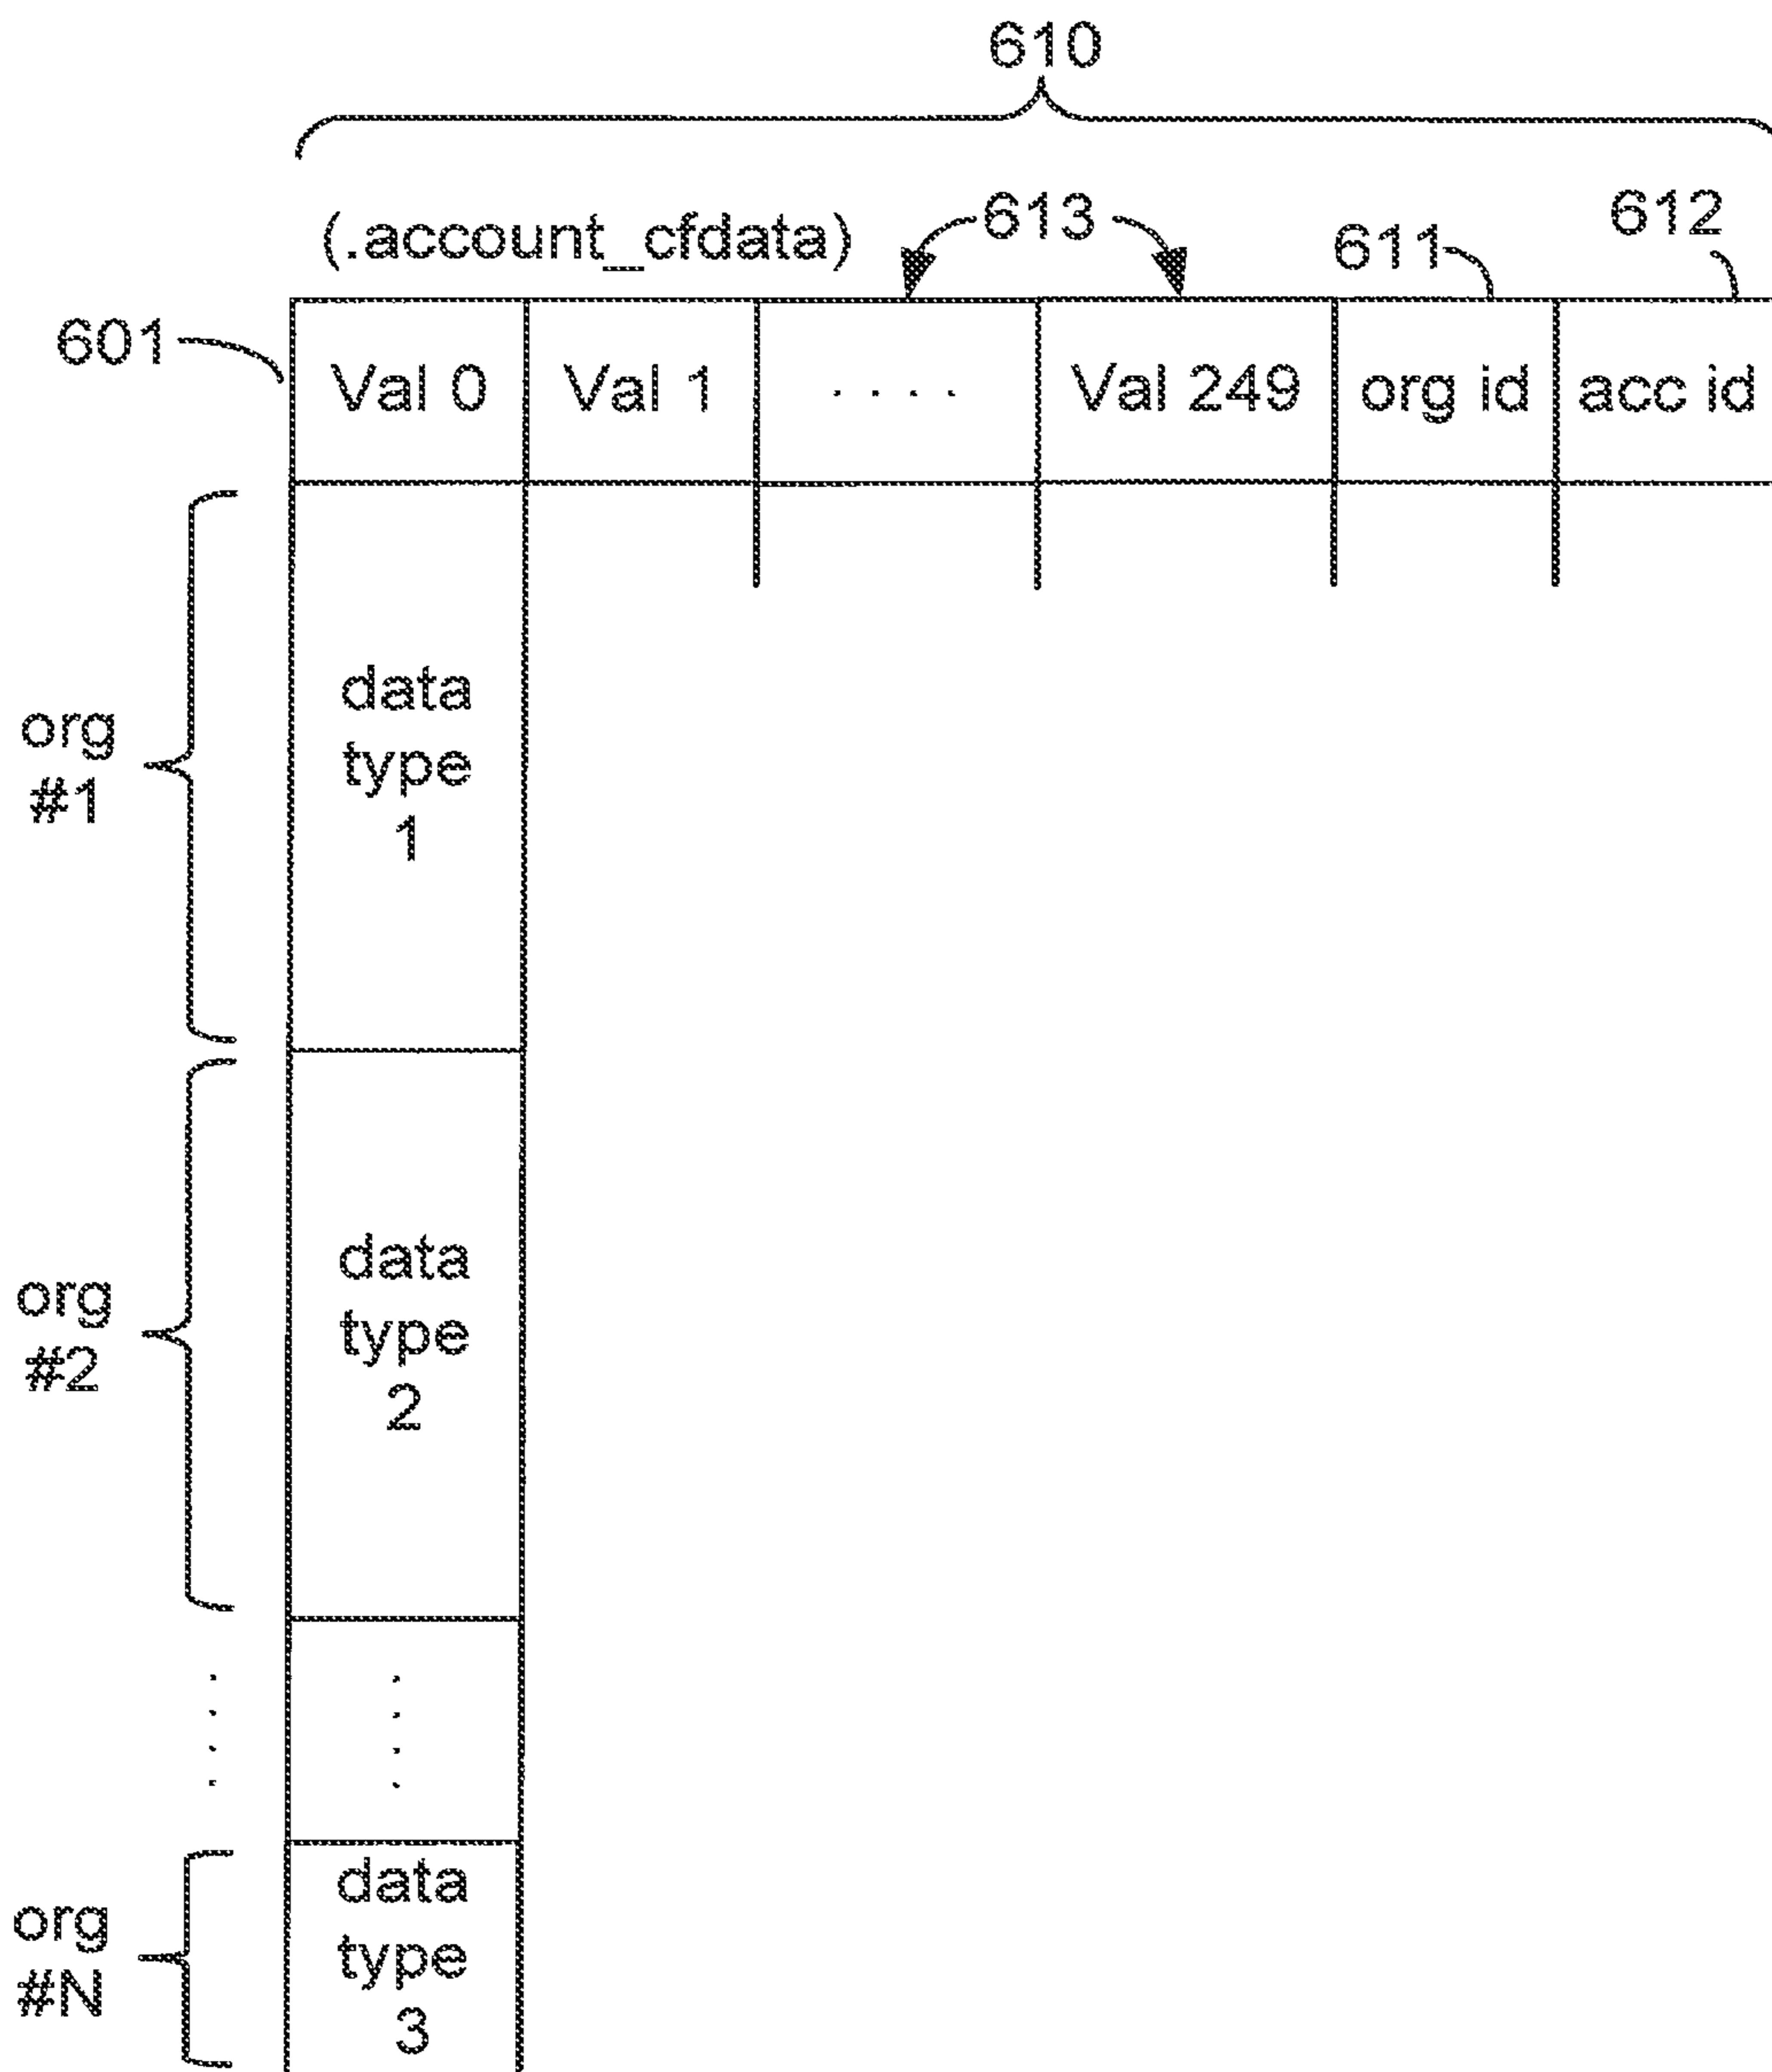 610
(.account_cfdata)
613
611
612
601
Val 0
Val 1
. . . .
Val 249
org id
acc id
org
#1
data
type
1
org
#2
data
type
2
org
#N
data
type
3